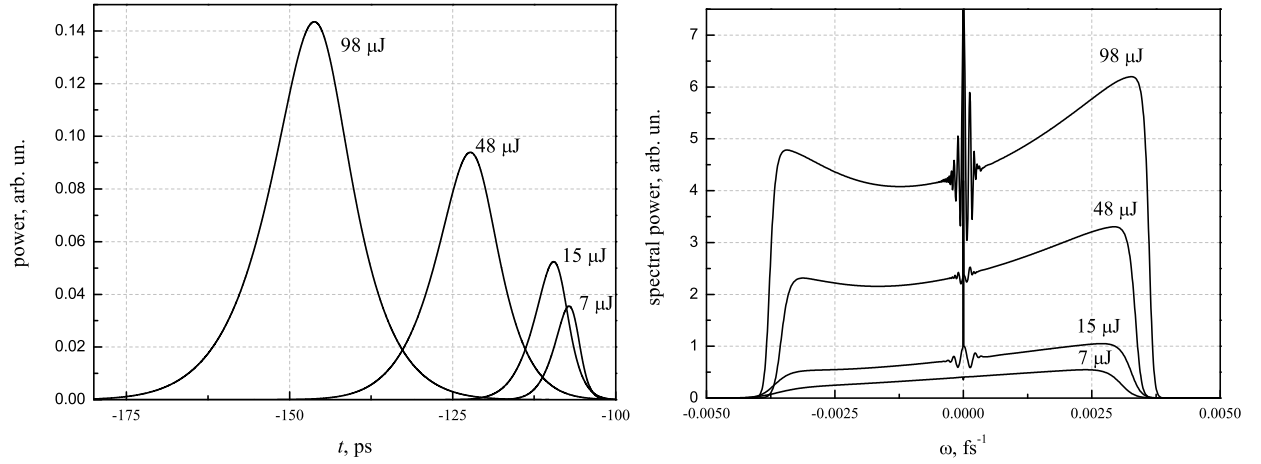 power, arb. un.
0.14
0.12
0.10
0.08
0.06
0.04
0.02
0.00
98 μJ
48 μJ
15 μJ
7 μJ
-175
-150
-125
-100
t, ps
spectral power, arb. un.
7
6
5
4
3
2
1
0
98 μJ
48 μJ
15 μJ
7 μJ
-0.0050
-0.0025
0.0000
0.0025
0.0050
ω, fs⁻¹